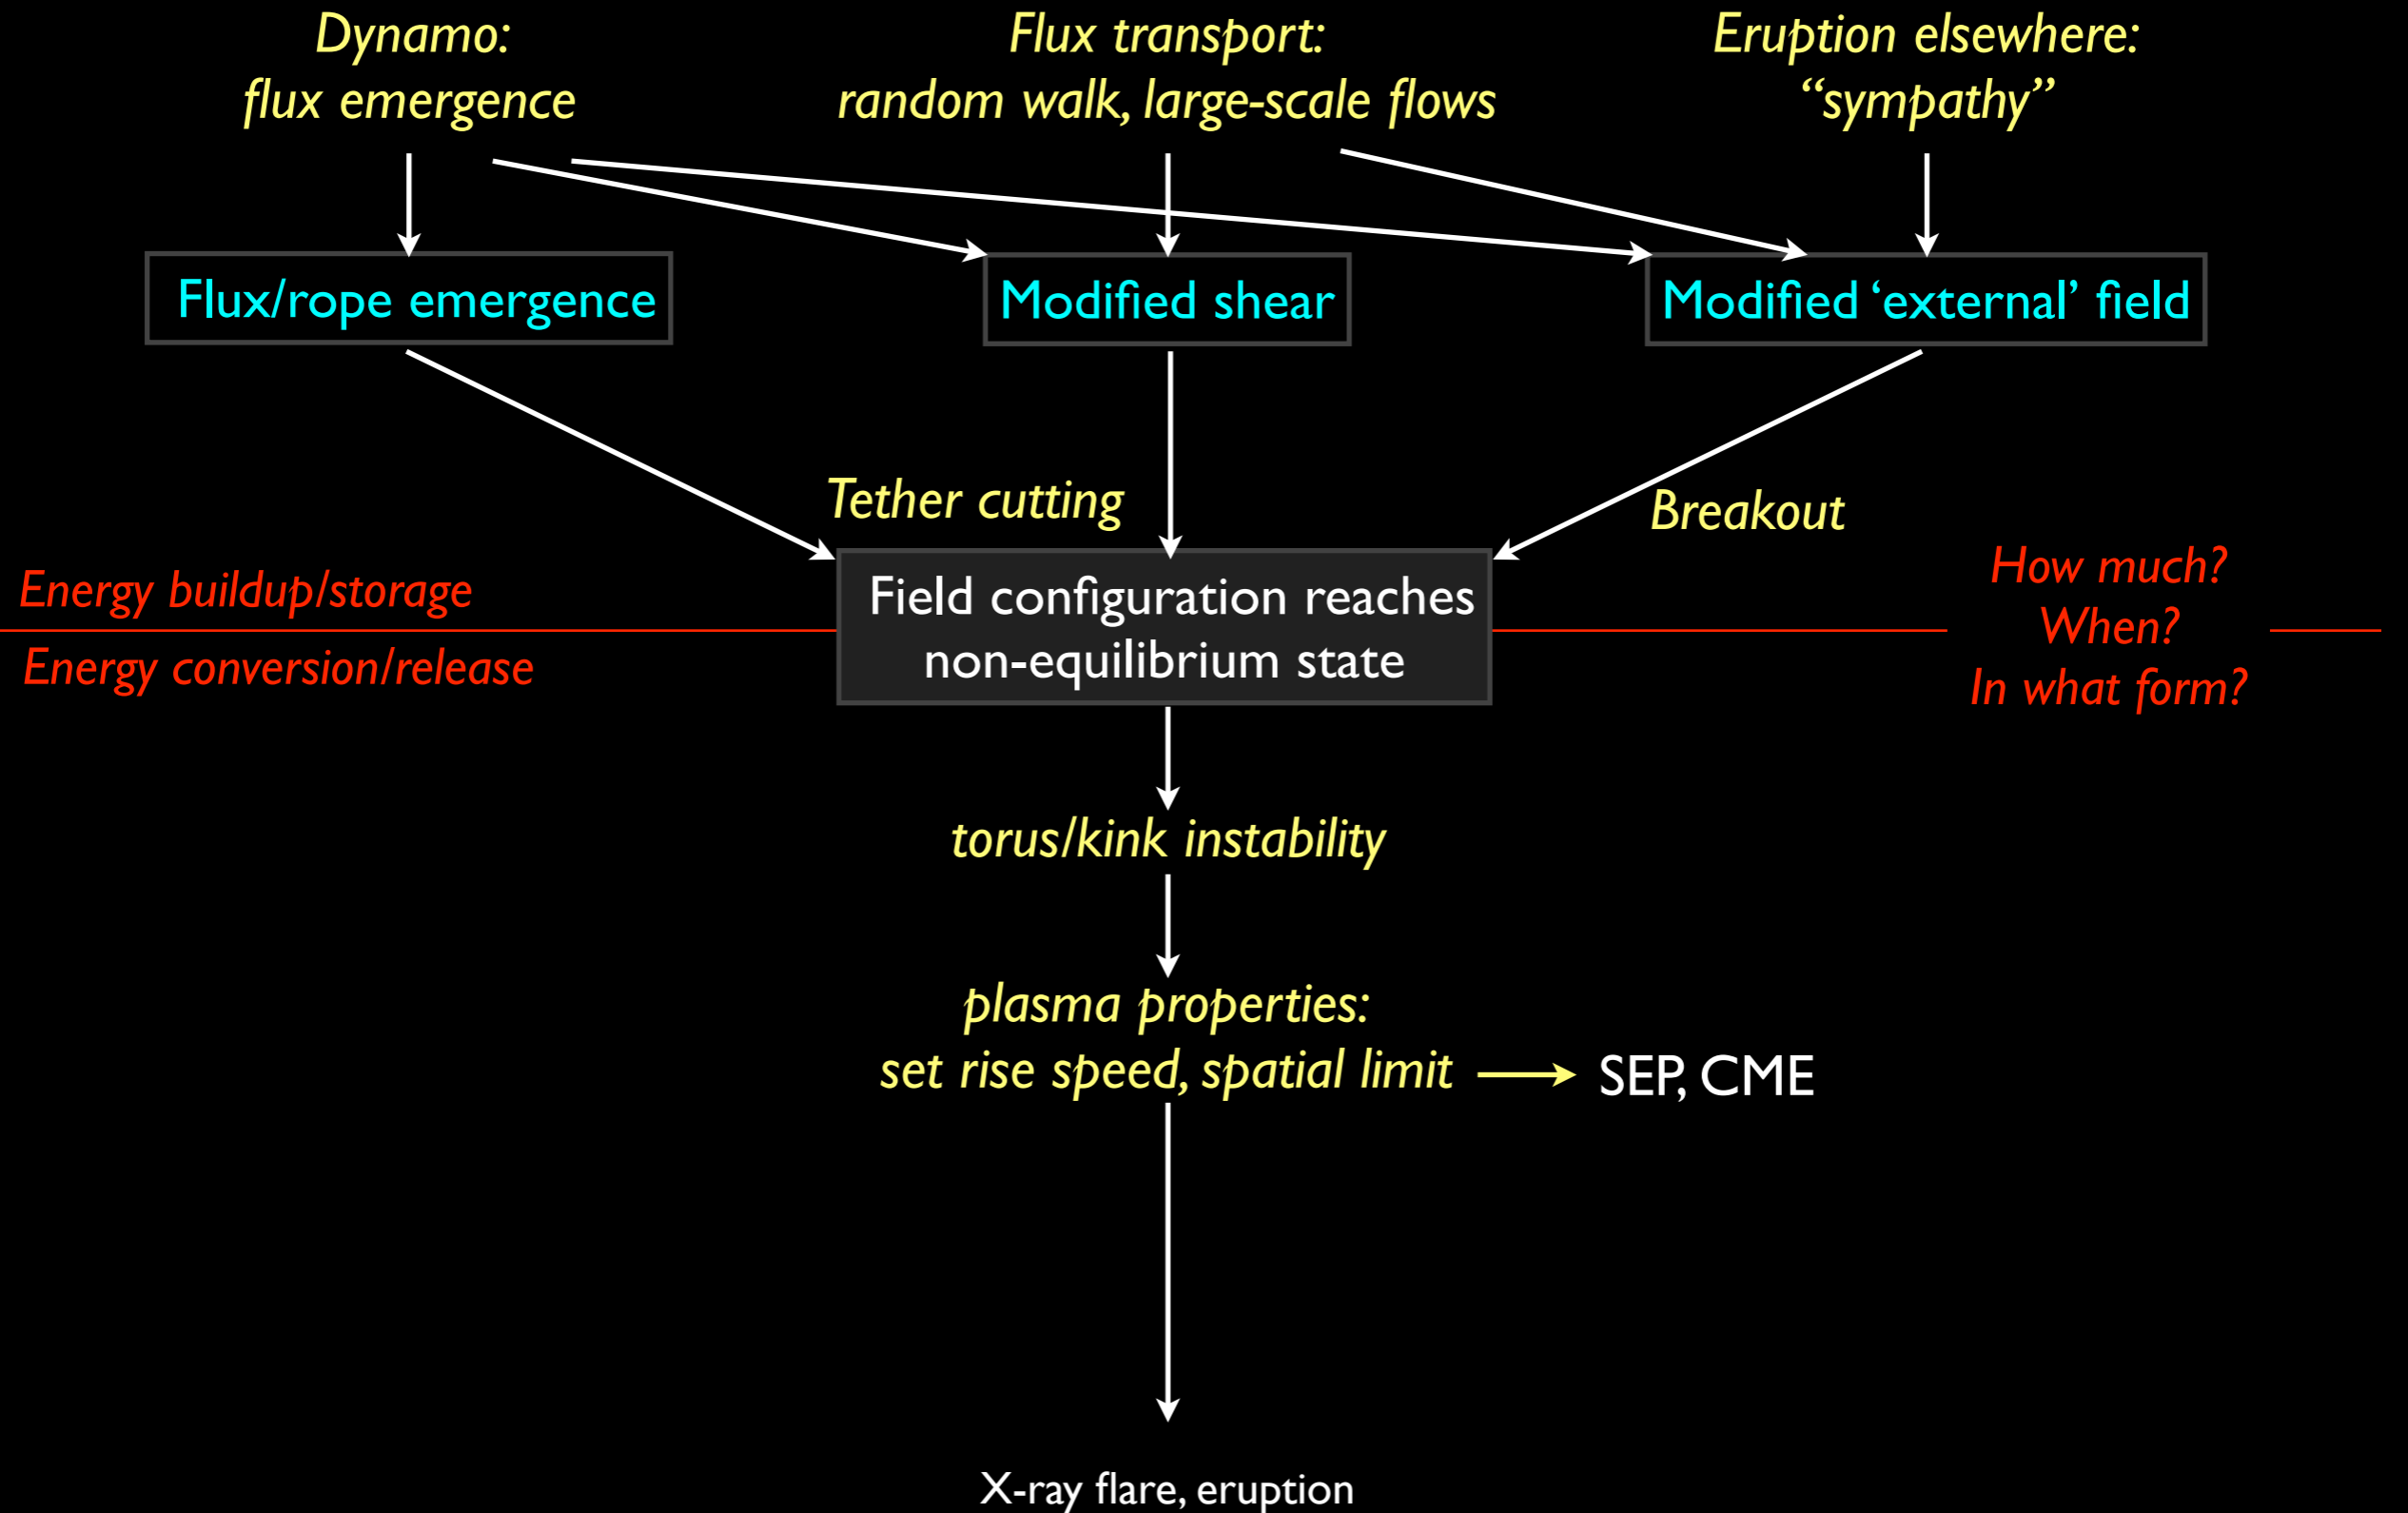 Dynamo:
flux emergence
Flux transport:
random walk, large-scale flows
Eruption elsewhere:
“sympathy”
Flux/rope emergence
Modified shear
Modified ‘external’ field
Tether cutting
Breakout
Energy buildup/storage
Energy conversion/release
Field configuration reaches
non-equilibrium state
How much?
When?
In what form?
torus/kink instability
plasma properties:
set rise speed, spatial limit
SEP, CME
X-ray flare, eruption